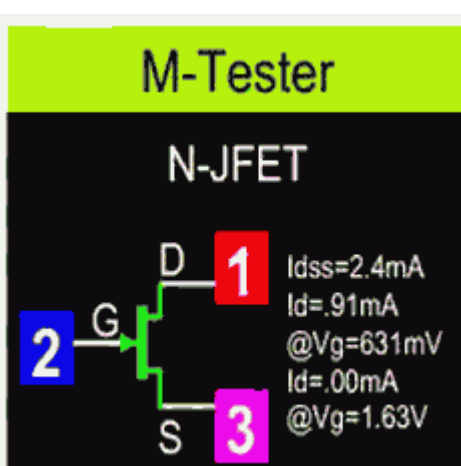 M-Tester
N-JFET
D 1
Idss=2.4mA
Id=.91mA
2 G
@Vg=631mV
Id=.00mA
S 3
@Vg=1.63V